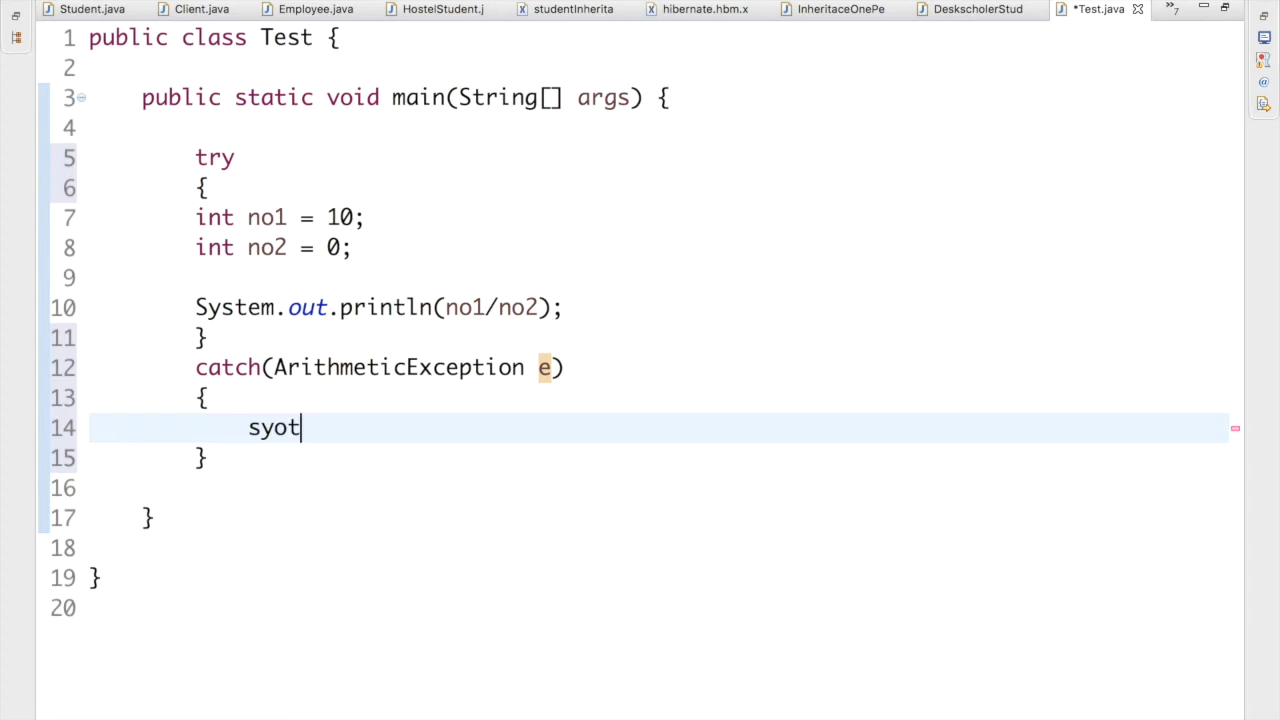 Student.java Client.java Employee.java HostelStudent.j studentInherita hibernate.hbm.x InheritaceOnePe DeskscholerStud *Test.java »7
1 public class Test {
2
3 public static void main(String[] args) {
4
5 try
6 {
7 int no1 = 10;
8 int no2 = 0;
9
10 System.out.println(no1/no2);
11 }
12 catch(ArithmeticException e)
13 {
14 syot
15 }
16
17 }
18
19 }
20